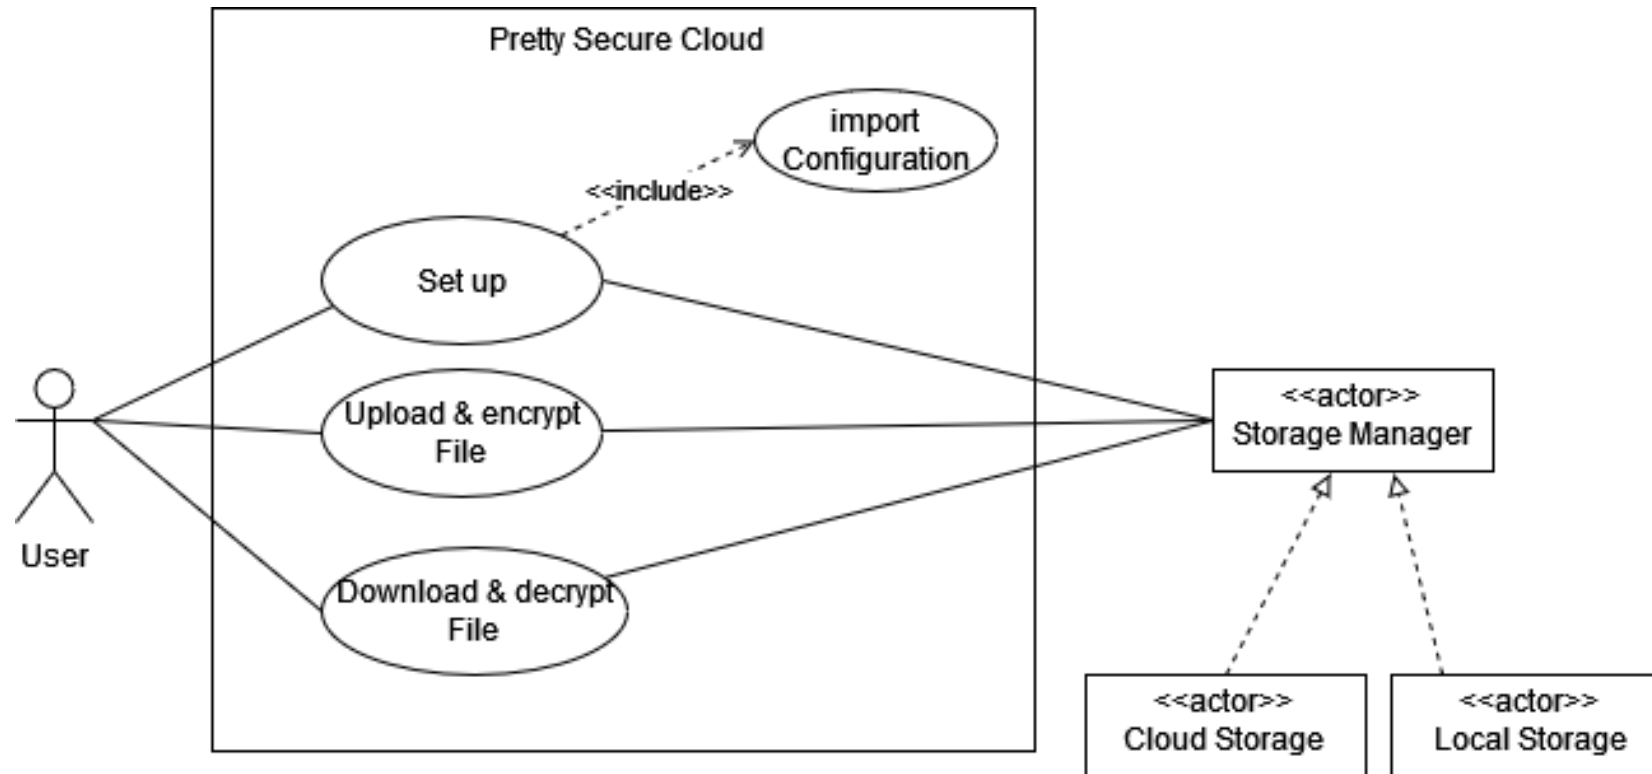 Pretty Secure Cloud
import
Configuration
<<include>>
Set up
Upload & encrypt
File
Download & decrypt
File
User
<<actor>>
Storage Manager
<<actor>>
Cloud Storage
<<actor>>
Local Storage